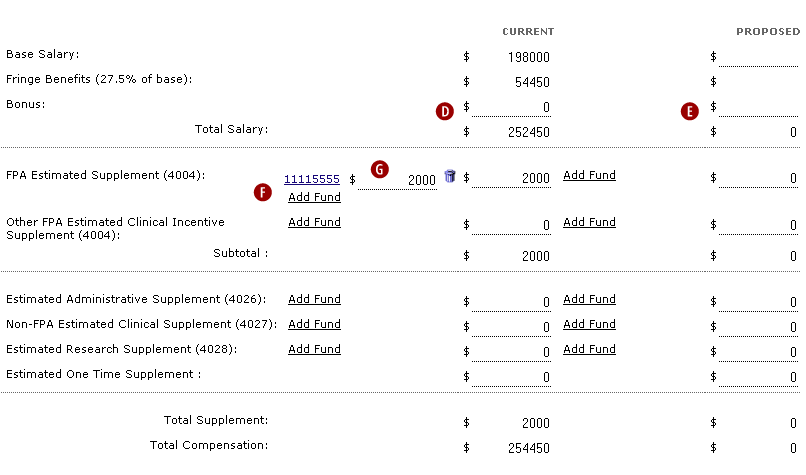 CURRENT PROPOSED
Base Salary: $ 198000 $
Fringe Benefits (27.5% of base): $ 54450 $
Bonus: D $ 0 E $
Total Salary: $ 252450 $ 0
FPA Estimated Supplement (4004): 11115555 $ G 2000 $ 2000 Add Fund $ 0
F Add Fund
Other FPA Estimated Clinical Incentive Add Fund $ 0 Add Fund $ 0
Supplement (4004):
Subtotal : $ 2000 $ 0
Estimated Administrative Supplement (4026): Add Fund $ 0 Add Fund $ 0
Non-FPA Estimated Clinical Supplement (4027): Add Fund $ 0 Add Fund $ 0
Estimated Research Supplement (4028): Add Fund $ 0 Add Fund $ 0
Estimated One Time Supplement : $ 0 $ 0
Total Supplement: $ 2000 $ 0
Total Compensation: $ 254450 $ 0